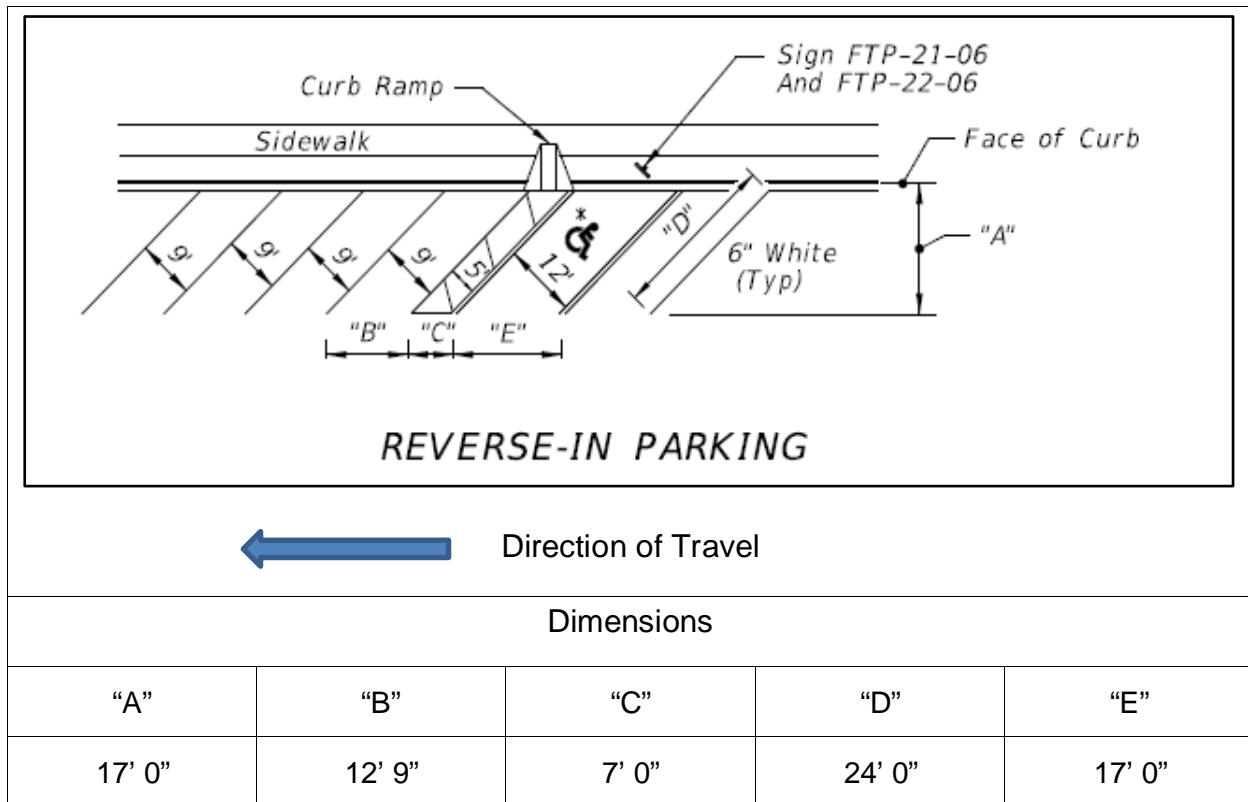 Sign FTP-21-06
And FTP-22-06
Curb Ramp
Sidewalk
Face of Curb
"A"
"D"
6" White
(Typ)
9'
9'
9'
9'
5'
*
12'
"B"
"C"
"E"
REVERSE-IN PARKING
Direction of Travel
Dimensions
“A” “B” “C” “D” “E”
17’ 0” 12’ 9” 7’ 0” 24’ 0” 17’ 0”